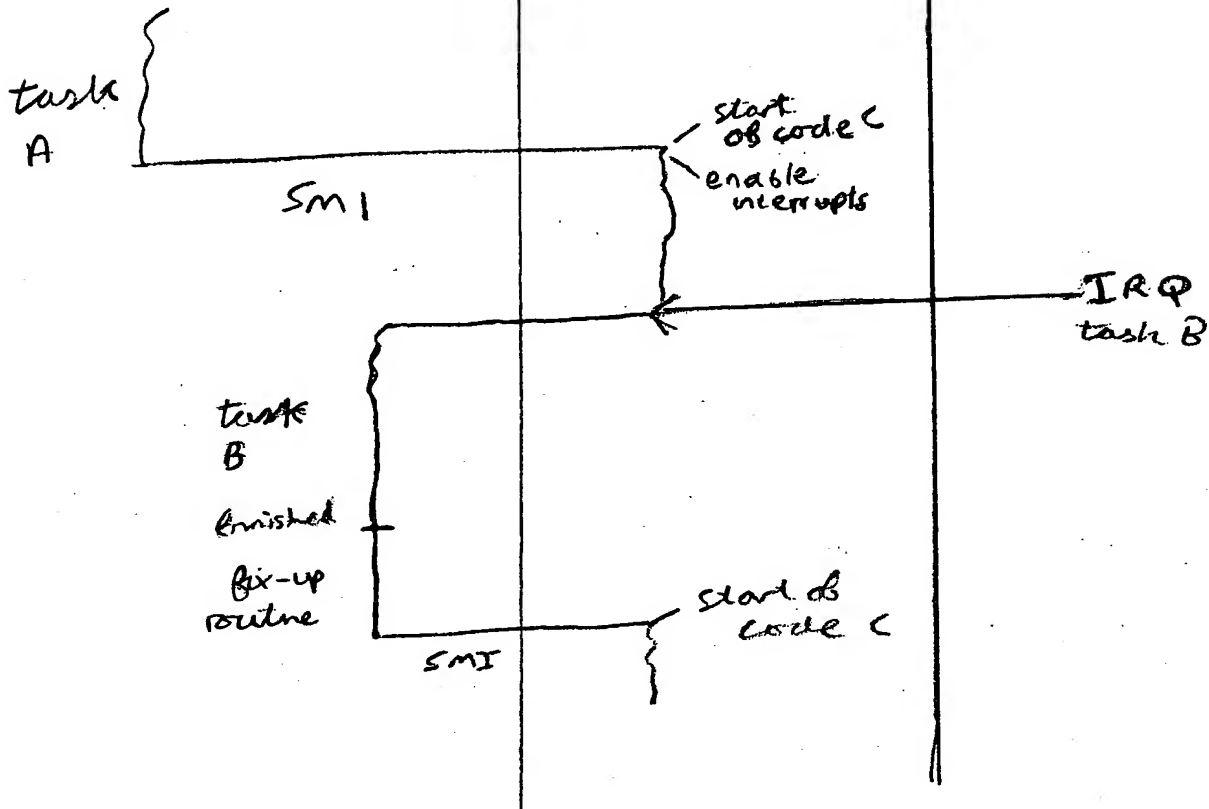 task
A
SMI
start
of code C
enable
interrupts
IRQ
task B
task
B
finished
fix-up
routine
SMI
start of
code C